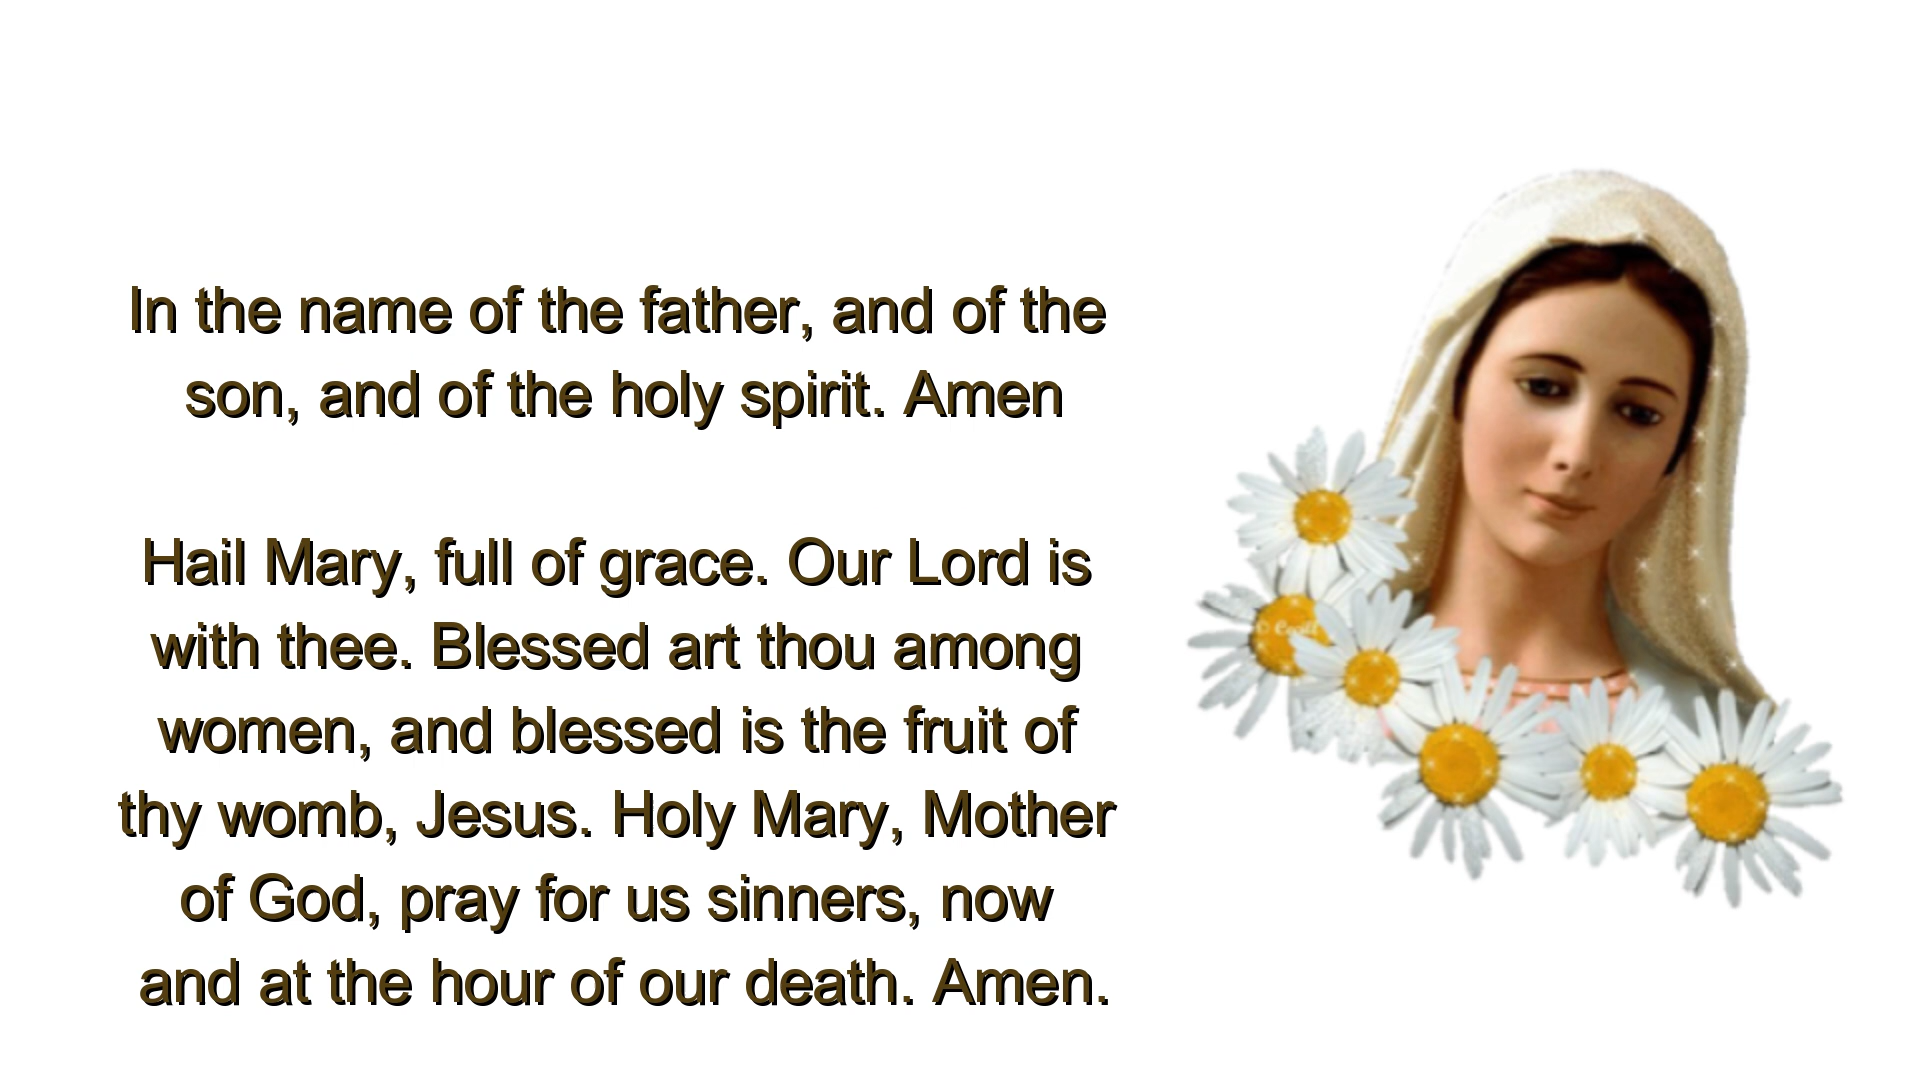 In the name of the father, and of the
son, and of the holy spirit. Amen
Hail Mary, full of grace. Our Lord is
with thee. Blessed art thou among
women, and blessed is the fruit of
thy womb, Jesus. Holy Mary, Mother
of God, pray for us sinners, now
and at the hour of our death. Amen.